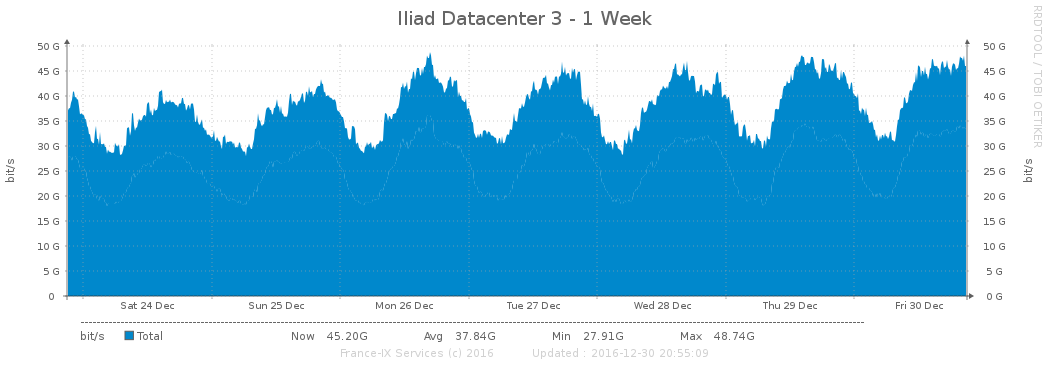 Iliad Datacenter 3 - 1 Week
RRDTOOL / TOBI OETIKER
bit/s
bit/s
50 G 50 G
45 G 45 G
40 G 40 G
35 G 35 G
30 G 30 G
25 G 25 G
20 G 20 G
15 G 15 G
10 G 10 G
5 G 5 G
0 0 G
Sat 24 Dec Sun 25 Dec Mon 26 Dec Tue 27 Dec Wed 28 Dec Thu 29 Dec Fri 30 Dec
bit/s Total Now 45.20G Avg 37.84G Min 27.91G Max 48.74G
France-IX Services (c) 2016 Updated : 2016-12-30 20:55:09